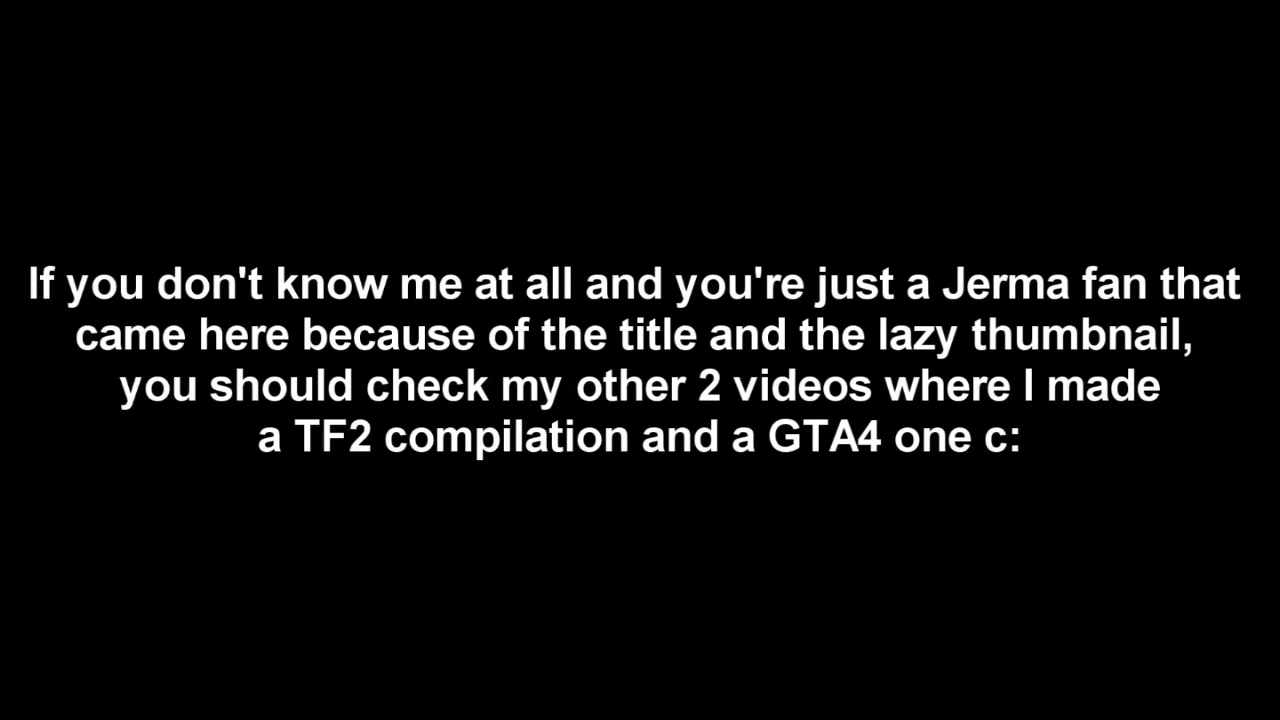 If you don't know me at all and you're just a Jerma fan that
came here because of the title and the lazy thumbnail,
you should check my other 2 videos where I made
a TF2 compilation and a GTA4 one c: